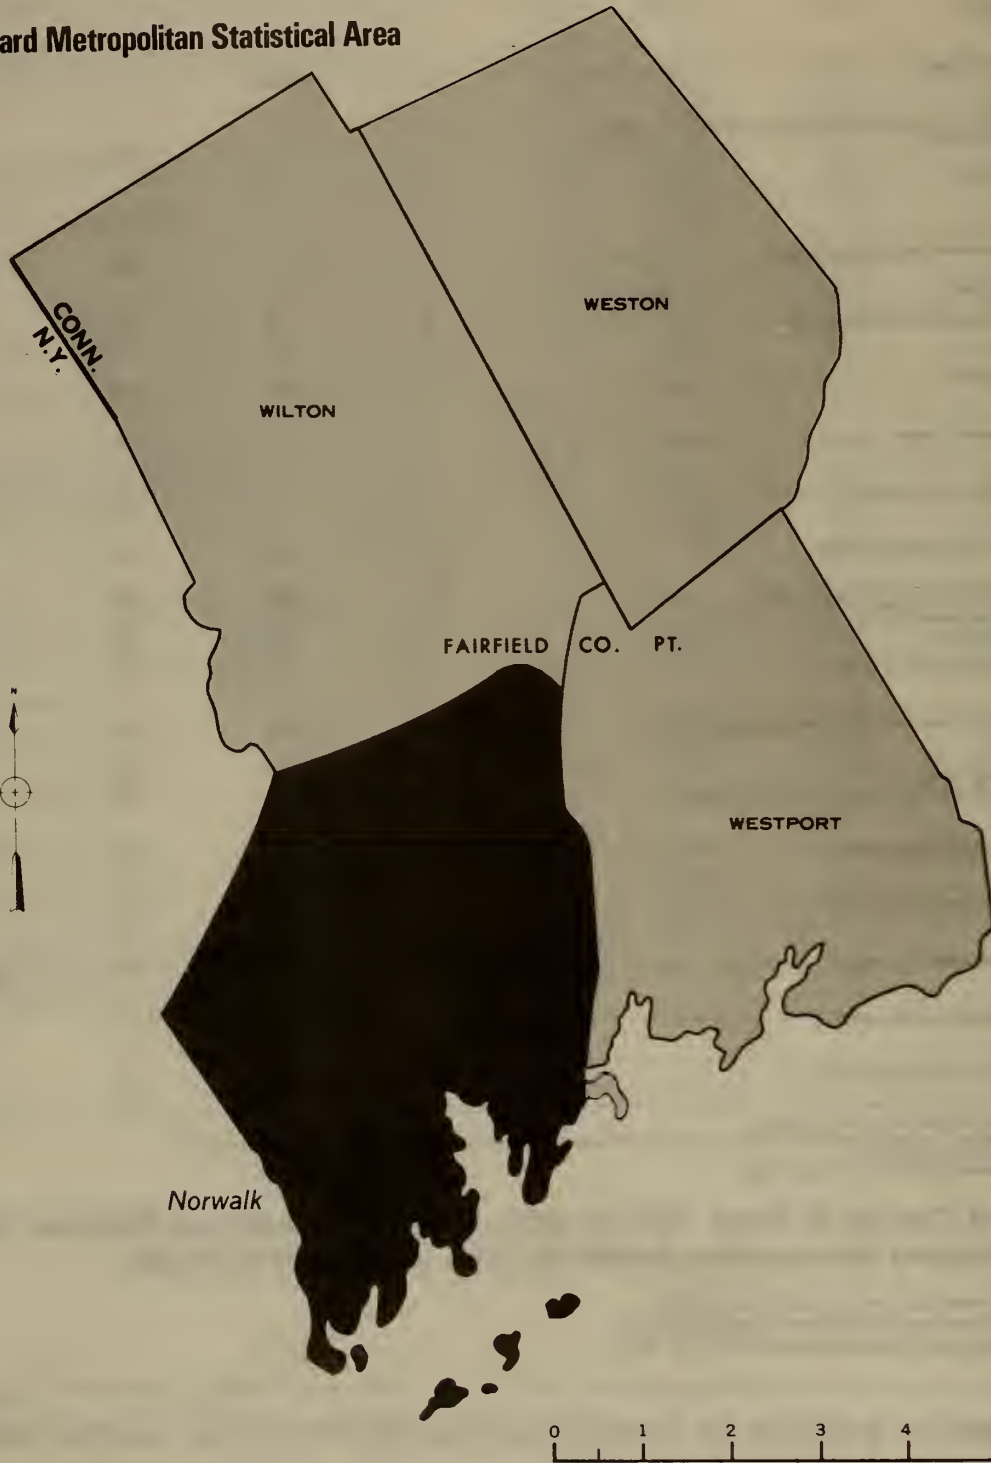 ard Metropolitan Statistical Area
WESTON
CONN.
N.Y.
WILTON
FAIRFIELD CO. PT.
N
WESTPORT
Norwalk
0 1 2 3 4